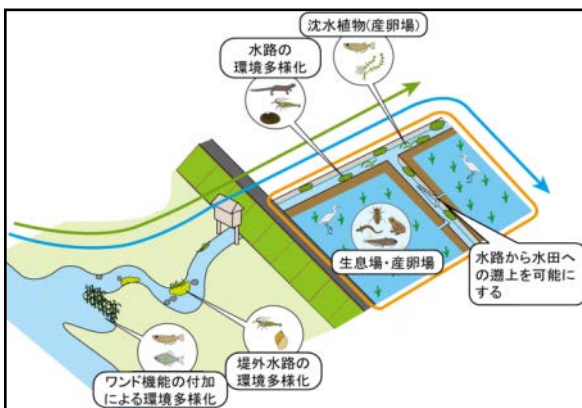 沈水植物(産卵場)
水路の
環境多様化
生息場・産卵場
水路から水田へ
の遡上を可能に
する
堤外水路の
環境多様化
ワンド機能の付加
による環境多様化